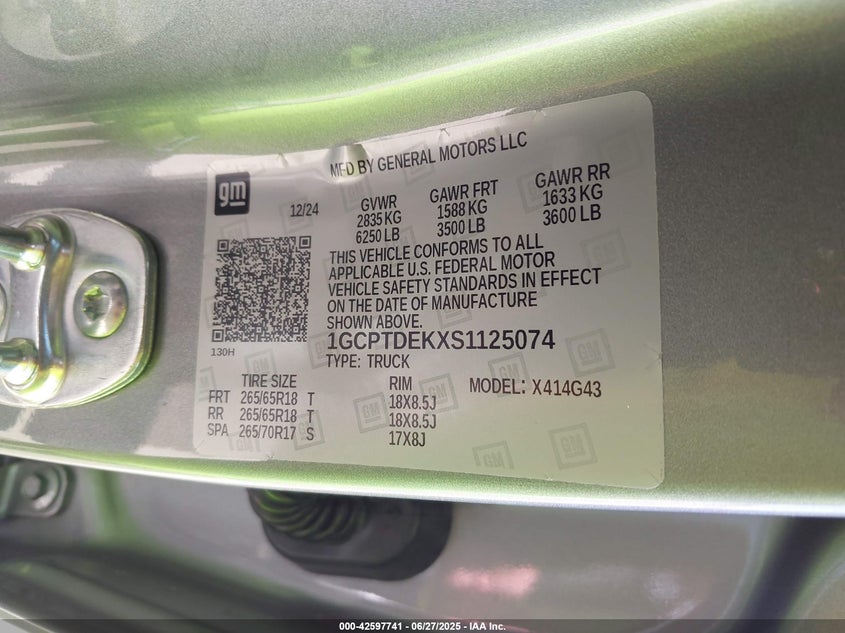 MFD BY GENERAL MOTORS LLC
gm
12/24
GVWR GAWR FRT GAWR RR
2835 KG 1588 KG 1633 KG
6250 LB 3500 LB 3600 LB
THIS VEHICLE CONFORMS TO ALL
APPLICABLE U.S. FEDERAL MOTOR
VEHICLE SAFETY STANDARDS IN EFFECT
ON THE DATE OF MANUFACTURE
SHOWN ABOVE.
130H
1GCPTDEKXS1125074
TYPE: TRUCK
MODEL: X414G43
TIRE SIZE RIM
FRT 265/65R18 T 18X8.5J
RR 265/65R18 T 18X8.5J
SPA 265/70R17 S 17X8J
000-42597741 / 06/27/2025 - IAA Inc.